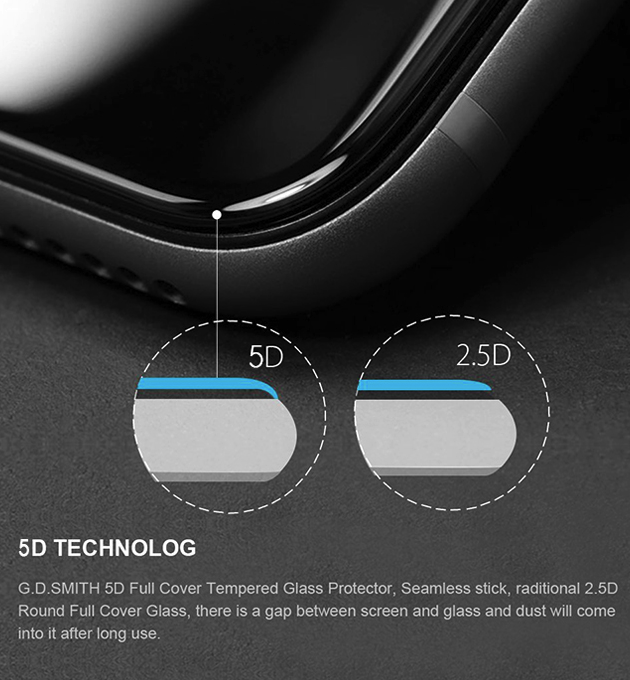 5D
2.5D
5D TECHNOLOG
G.D.SMITH 5D Full Cover Tempered Glass Protector, Seamless stick, raditional 2.5D
Round Full Cover Glass, there is a gap between screen and glass and dust will come
into it after long use.